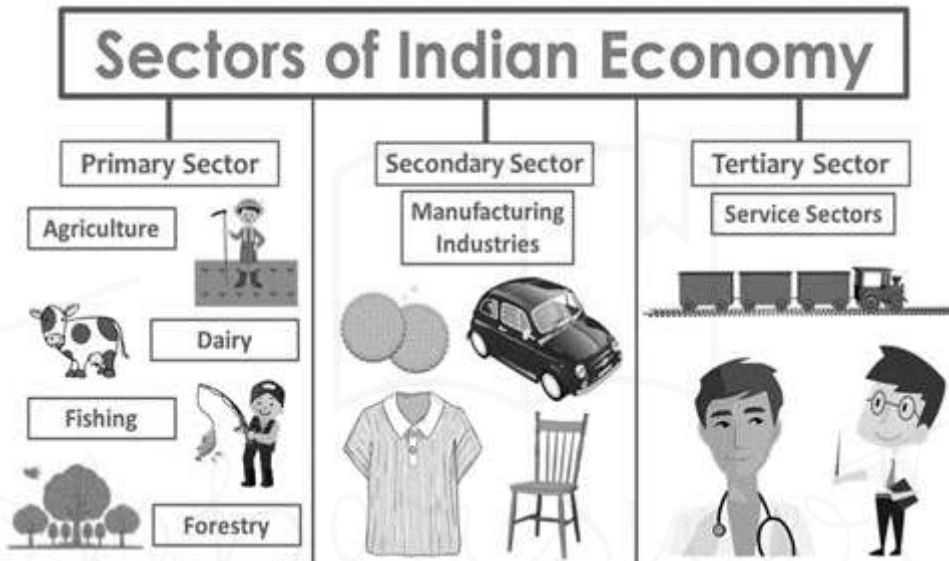 Sectors of Indian Economy
Primary Sector
Agriculture
Dairy
Fishing
Forestry
Secondary Sector
Manufacturing
Industries
Tertiary Sector
Service Sectors